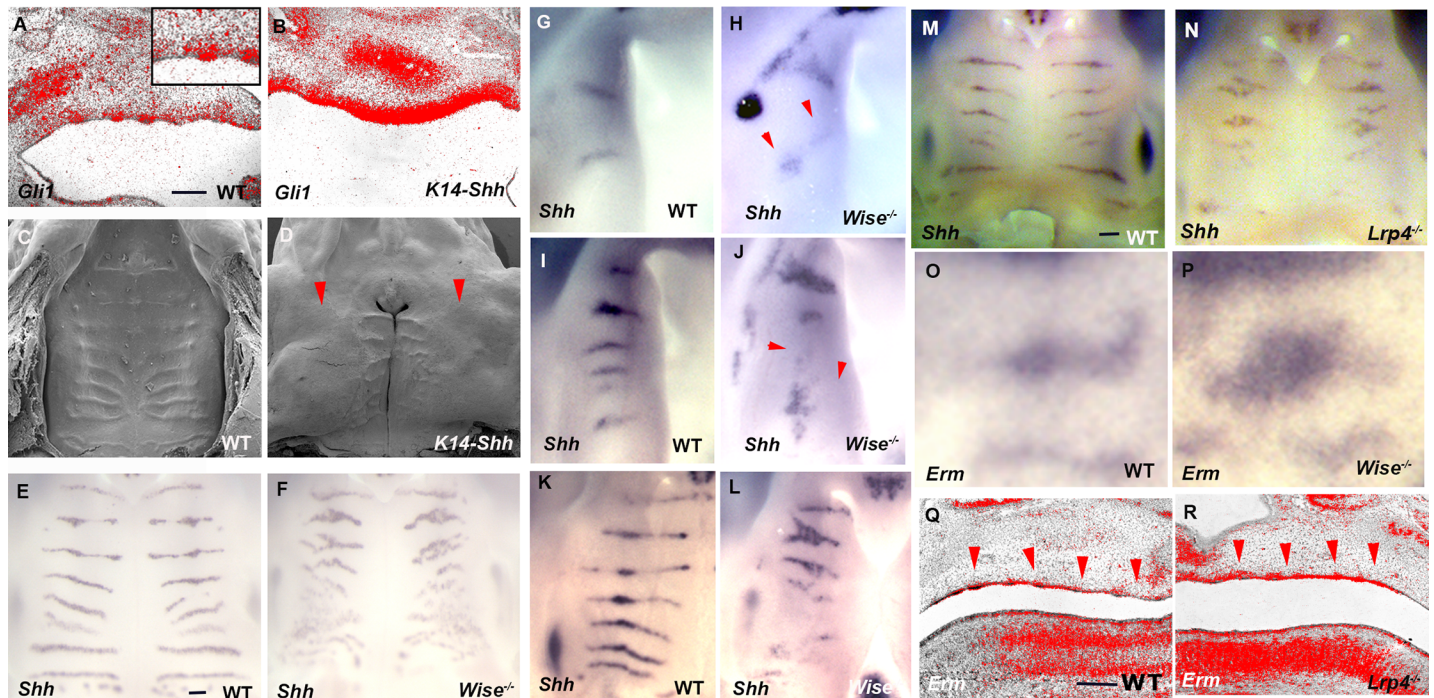 A
Gli1
WT
B
Gli1
K14-Shh
C
WT
D
K14-Shh
E
Shh
WT
F
Shh
Wise-/-
G
Shh
WT
H
Shh
Wise-/-
I
Shh
WT
J
Shh
Wise-/-
K
Shh
WT
L
Shh
Wise-/-
M
Shh
WT
N
Shh
Lrp4-/-
O
Erm
WT
P
Erm
Wise-/-
Q
Erm
WT
R
Erm
Lrp4-/-